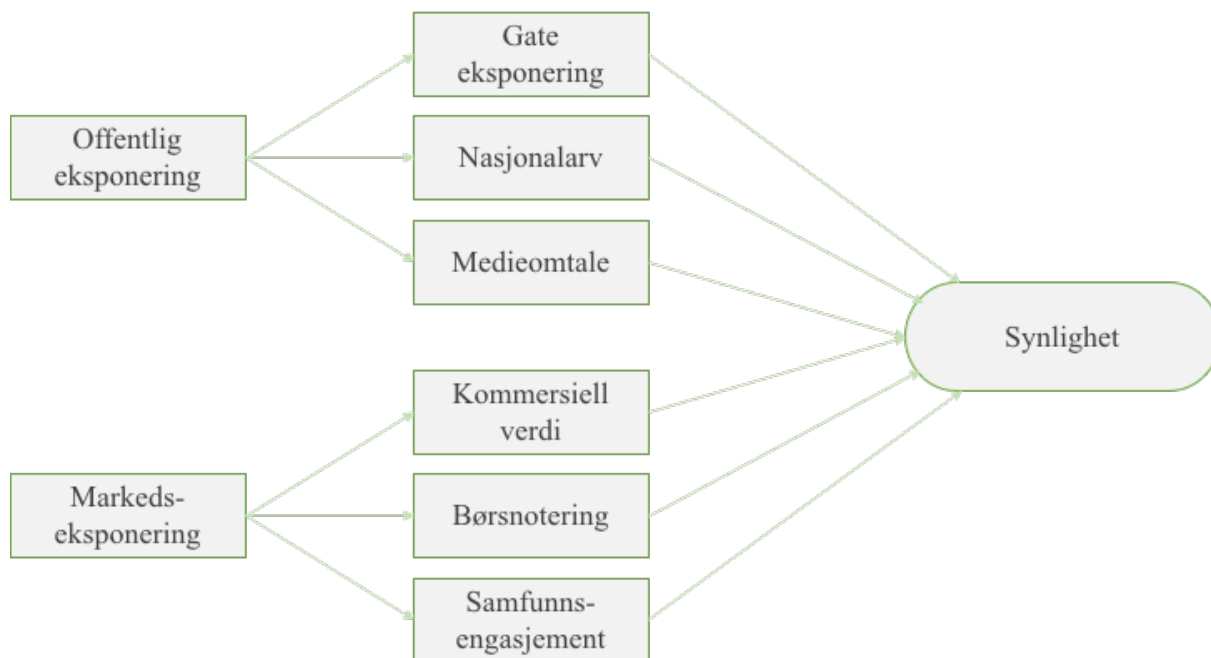 Gate
eksponering
Offentlig
eksponering
Nasjonalarv
Medieomtale
Synlighet
Kommersiell
verdi
Markeds-
eksponering
Børsnotering
Samfunns-
engasjement